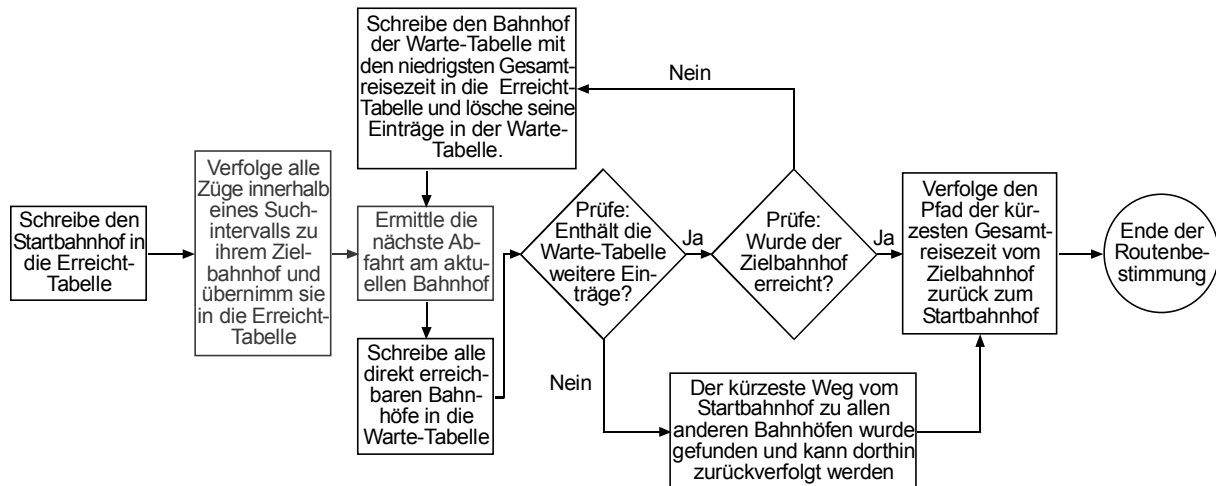 Schreibe den
Startbahnhof in
die Erreicht-
Tabelle
Verfolge alle
Züge innerhalb
eines Such-
intervalls zu
ihrem Ziel-
bahnhof und
übernimm sie
in die Erreicht-
Tabelle
Schreibe den Bahnhof
der Warte-Tabelle mit
den niedrigsten Gesamt-
reisezeit in die Erreicht-
Tabelle und lösche seine
Einträge in der Warte-
Tabelle.
Ermittle die
nächste Ab-
fahrt am aktu-
ellen Bahnhof
Schreibe alle
direkt erreich-
baren Bahn-
höfe in die
Warte-Tabelle
Prüfe:
Enthält die
Warte-Tabelle
weitere Ein-
träge?
Ja
Nein
Prüfe:
Wurde der
Zielbahnhof
erreicht?
Nein
Ja
Der kürzeste Weg vom
Startbahnhof zu allen
anderen Bahnhöfen wurde
gefunden und kann dorthin
zurückverfolgt werden
Verfolge den
Pfad der kür-
zesten Gesamt-
reisezeit vom
Zielbahnhof
zurück zum
Startbahnhof
Ende der
Routenbe-
stimmung